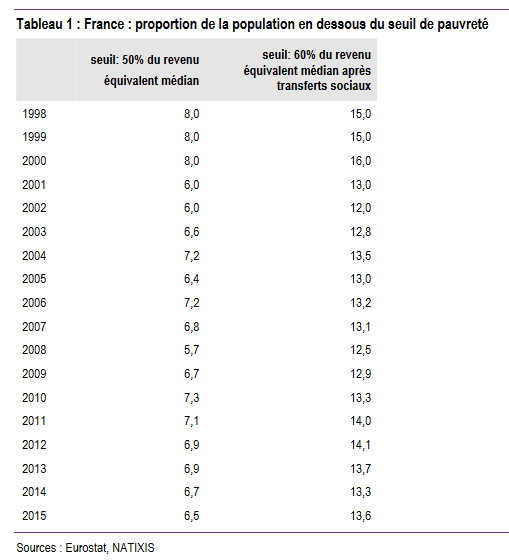 Tableau 1 : France : proportion de la population en dessous du seuil de pauvreté
seuil: 50% du revenu
équivalent médian
seuil: 60% du revenu
équivalent médian après
transferts sociaux
1998 8,0 15,0
1999 8,0 15,0
2000 8,0 16,0
2001 6,0 13,0
2002 6,0 12,0
2003 6,6 12,8
2004 7,2 13,5
2005 6,4 13,0
2006 7,2 13,2
2007 6,8 13,1
2008 5,7 12,5
2009 6,7 12,9
2010 7,3 13,3
2011 7,1 14,0
2012 6,9 14,1
2013 6,9 13,7
2014 6,7 13,3
2015 6,5 13,6
Sources : Eurostat, NATIXIS